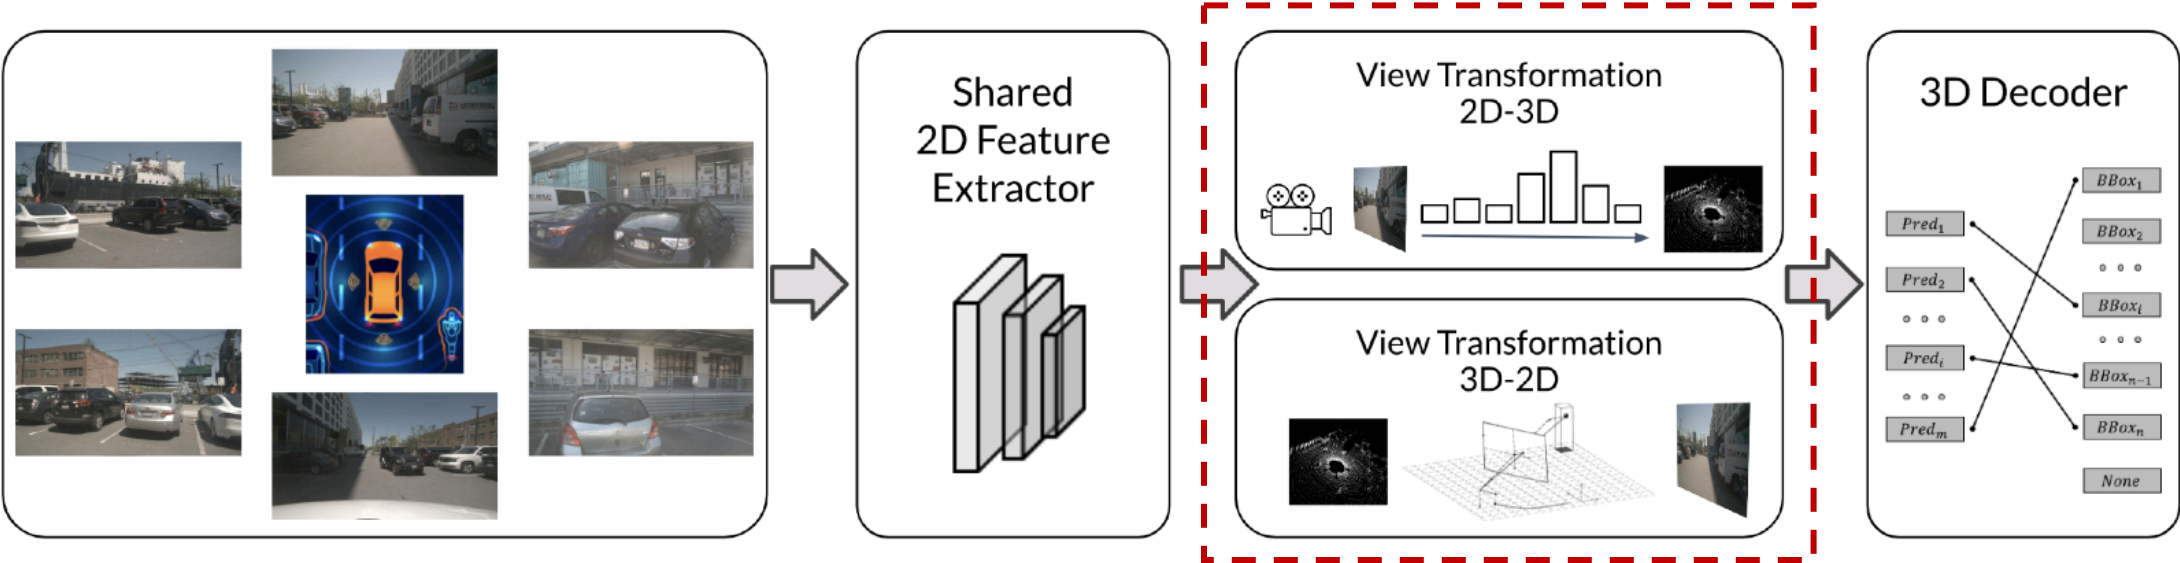 Shared
2D Feature
Extractor
View Transformation
2D-3D
View Transformation
3D-2D
3D Decoder
Pred₁
Pred₂
Predᵢ
Predₘ
BBox₁
BBox₂
BBoxᵢ
BBoxₙ₋₁
BBoxₙ
None